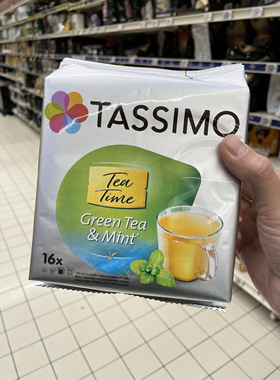 TASSIMO
Tea
Time
Green Tea
& Mint
16x